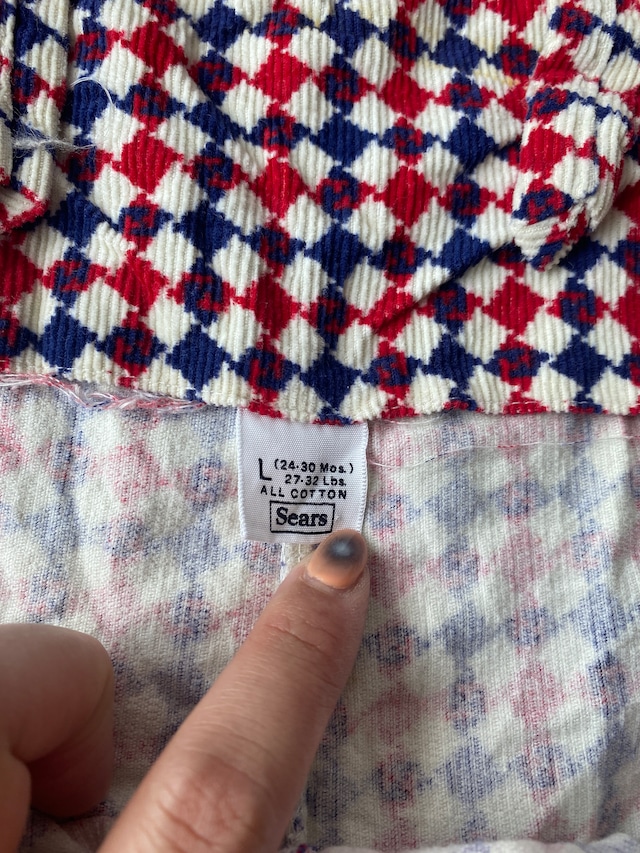 L (24-30 Mos.)
27-32 Lbs.
ALL COTTON
Sears